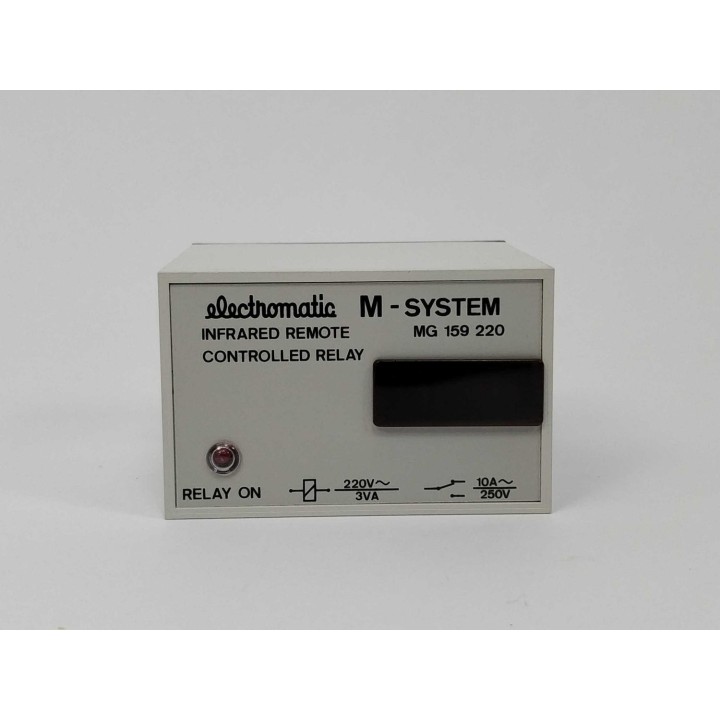 electromatic M - SYSTEM
INFRARED REMOTE MG 159 220
CONTROLLED RELAY
RELAY ON 220V~ 10A~
3VA 250V